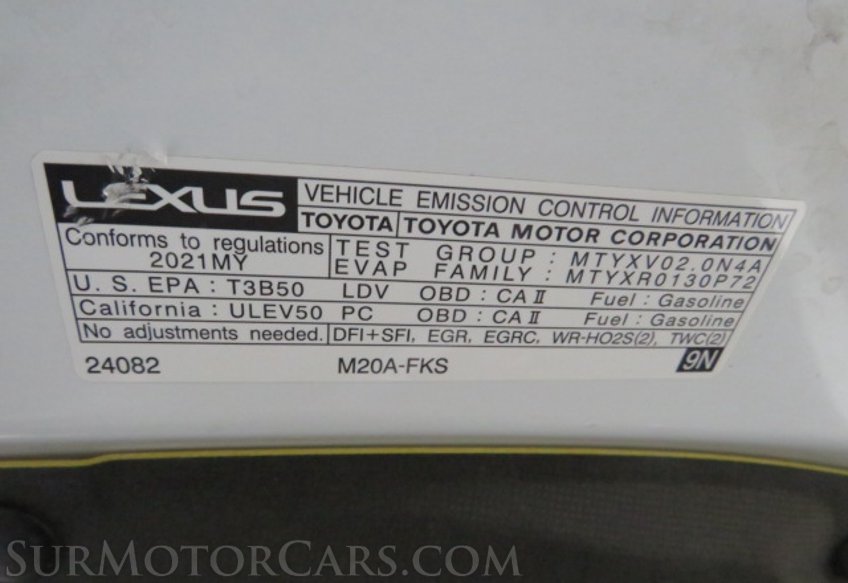 LEXUS VEHICLE EMISSION CONTROL INFORMATION
TOYOTA TOYOTA MOTOR CORPORATION
Conforms to regulations
2021MY
TEST GROUP : MTYXV02.0N4A
EVAP FAMILY : MTYXR0130P72
U. S. EPA : T3B50 LDV OBD : CA II Fuel : Gasoline
California : ULEV50 PC OBD : CA II Fuel : Gasoline
No adjustments needed. DFI+SFI, EGR, EGRC, WR-HO2S(2), TWC(2)
24082 M20A-FKS 9N
SURMOTORCARS.COM